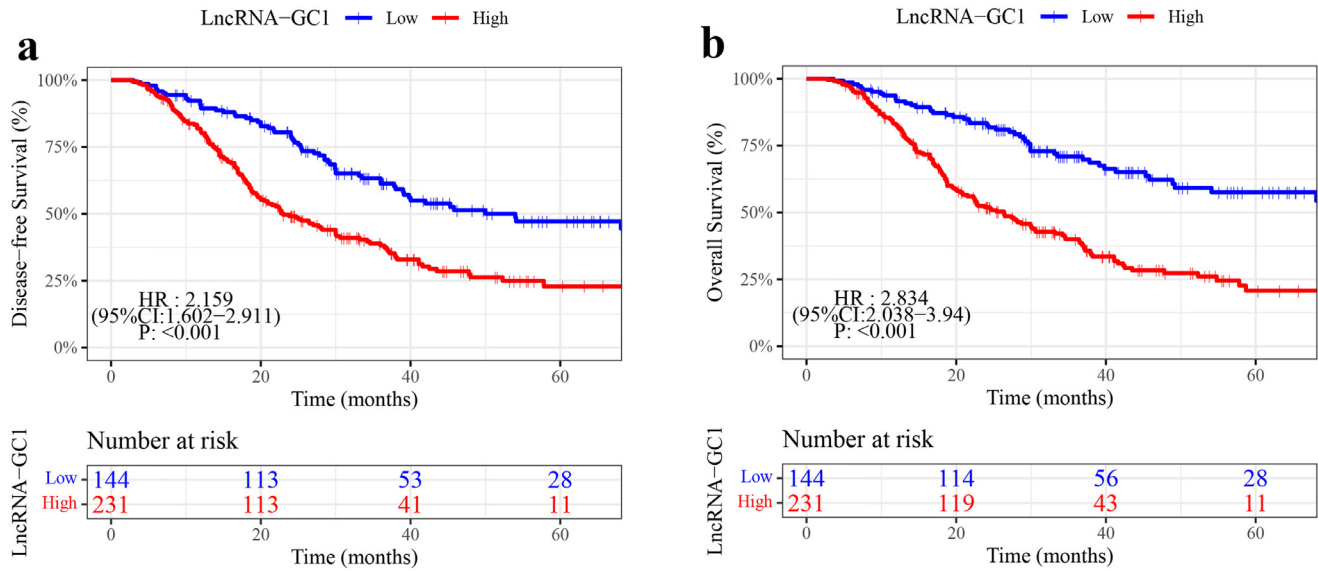 LncRNA−GC1 Low High
a
Disease-free Survival (%)
100%
75%
50%
25%
0%
HR : 2.159
(95%CI:1.602−2.911)
P: <0.001
0 20 40 60
Time (months)
Number at risk
LncRNA−GC1
Low 144 113 53 28
High 231 113 41 11
0 20 40 60
Time (months)
LncRNA−GC1 Low High
b
Overall Survival (%)
100%
75%
50%
25%
0%
HR : 2.834
(95%CI:2.038−3.94)
P: <0.001
0 20 40 60
Time (months)
Number at risk
LncRNA−GC1
Low 144 114 56 28
High 231 119 43 11
0 20 40 60
Time (months)